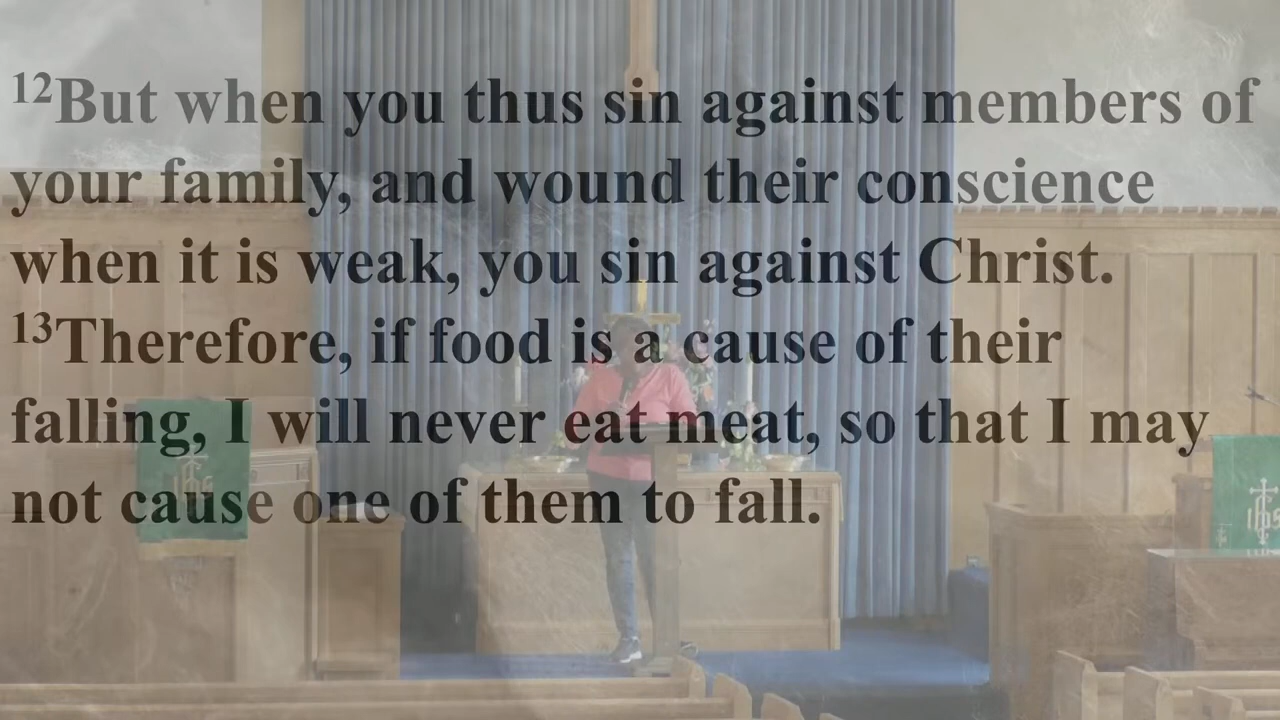 12But when you thus sin against members of
your family, and wound their conscience
when it is weak, you sin against Christ.
13Therefore, if food is a cause of their
falling, I will never eat meat, so that I may
not cause one of them to fall.
IHS
IHS